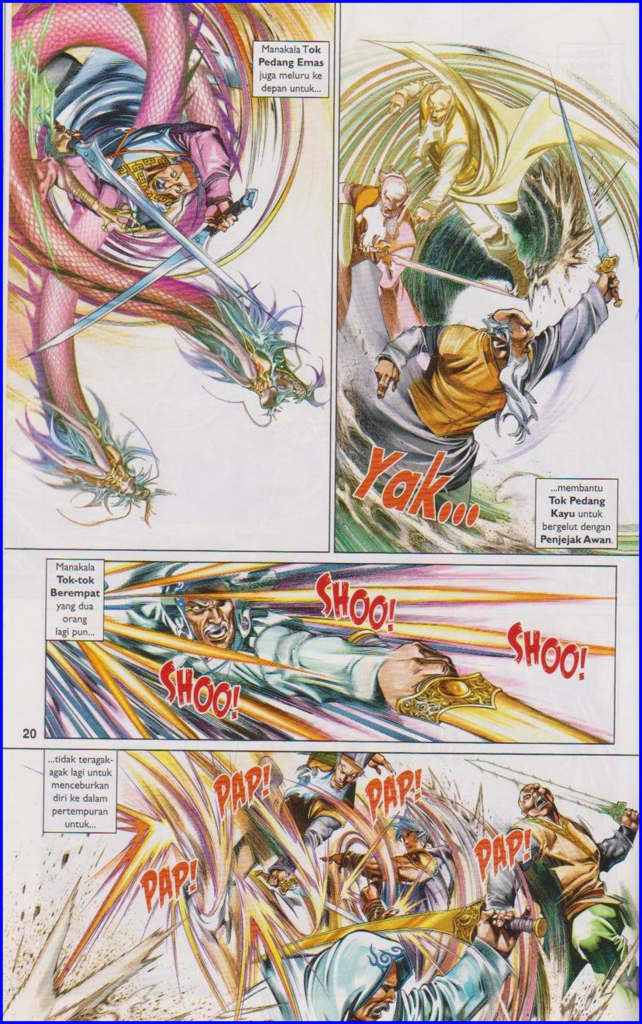 Manakala Tok
Pedang Emas
juga meluru ke
depan untuk...
Yak...
...membantu
Tok Pedang
Kayu untuk
bergelut dengan
Penjejak Awan.
Manakala
Tok-tok
Berempat
yang dua
orang
lagi pun...
SHOO!
SHOO!
SHOO!
20
...tidak teragak-
agak lagi untuk
menceburkan
diri ke dalam
pertempuran
untuk...
PAP!
PAP!
PAP!
PAP!